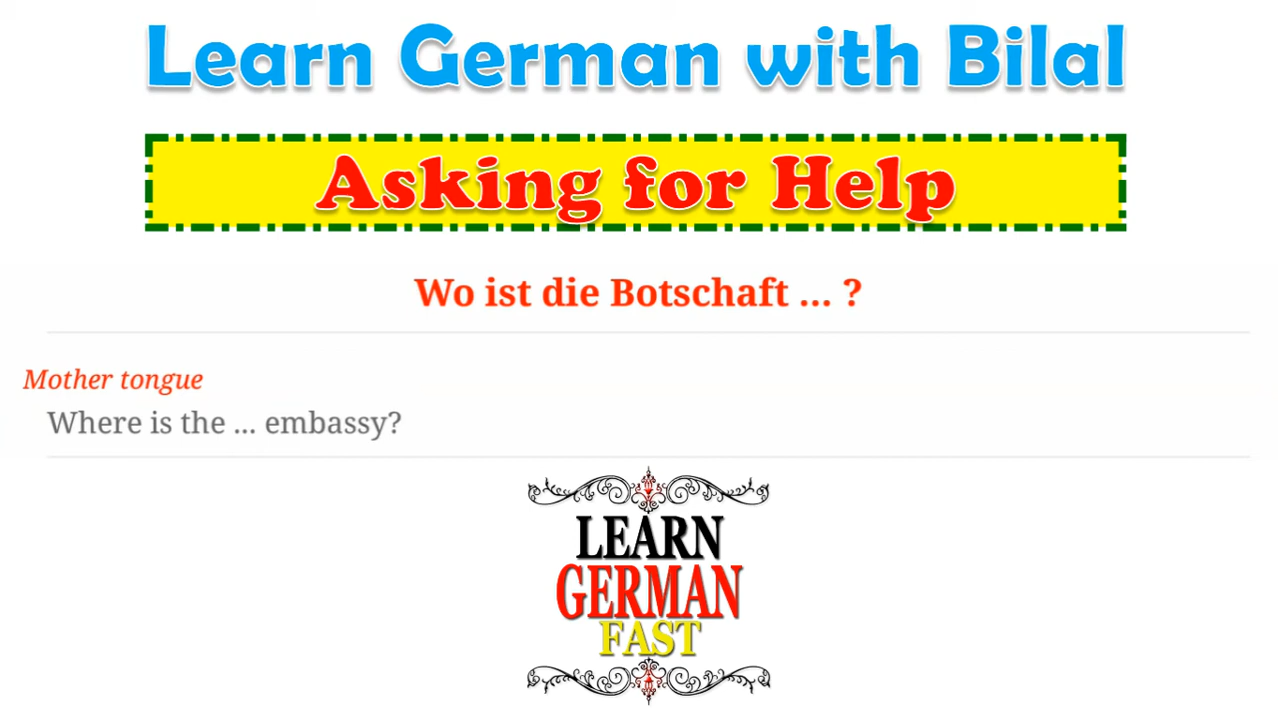 Learn German with Bilal
Asking for Help
Wo ist die Botschaft ... ?
Mother tongue
Where is the ... embassy?
LEARN
GERMAN
FAST